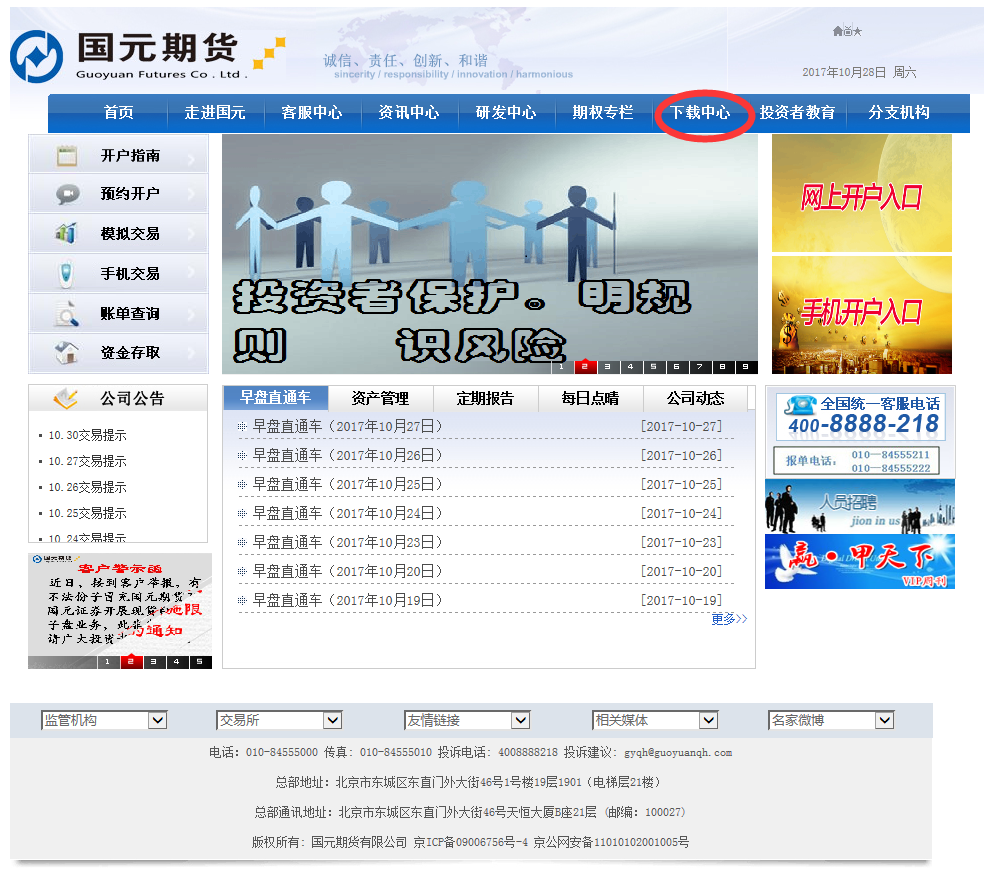 国元期货
Guoyuan Futures Co . Ltd .
诚信、责任、创新、和谐
sincerity / responsibility / innovation / harmonious
2017年10月28日 周六
首页 走进国元 客服中心 资讯中心 研发中心 期权专栏 下载中心 投资者教育 分支机构
开户指南
预约开户
模拟交易
手机交易
账单查询
资金存取
投资者保护。明规
则 识风险
1 2 3 4 5 6 7 8 9
网上开户入口
手机开户入口
公司公告
10.30交易提示
10.27交易提示
10.26交易提示
10.25交易提示
10.24交易提示
国元期货
客户警示函
近日，接到客户举报，有
不法份子冒充国元期货
国元证券开展现货
子盘业务，此
请广大投资
1 2 3 4 5
早盘直通车 资产管理 定期报告 每日点晴 公司动态
早盘直通车（2017年10月27日） [2017-10-27]
早盘直通车（2017年10月26日） [2017-10-26]
早盘直通车（2017年10月25日） [2017-10-25]
早盘直通车（2017年10月24日） [2017-10-24]
早盘直通车（2017年10月23日） [2017-10-23]
早盘直通车（2017年10月20日） [2017-10-20]
早盘直通车（2017年10月19日） [2017-10-19]
更多>>
全国统一客服电话
400-8888-218
报单电话： 010—84555211
010—84555222
人员招聘
jion in us
赢·甲天下
VIP周刊
监管机构 交易所 友情链接 相关媒体 名家微博
电话：010-84555000 传真：010-84555010 投诉电话：4008888218 投诉建议：gyqh@guoyuanqh.com
总部地址：北京市东城区东直门外大街46号1号楼19层1901（电梯层21楼）
总部通讯地址：北京市东城区东直门外大街46号天恒大厦B座21层（邮编：100027）
版权所有：国元期货有限公司 京ICP备09006756号-4 京公网安备11010102001005号